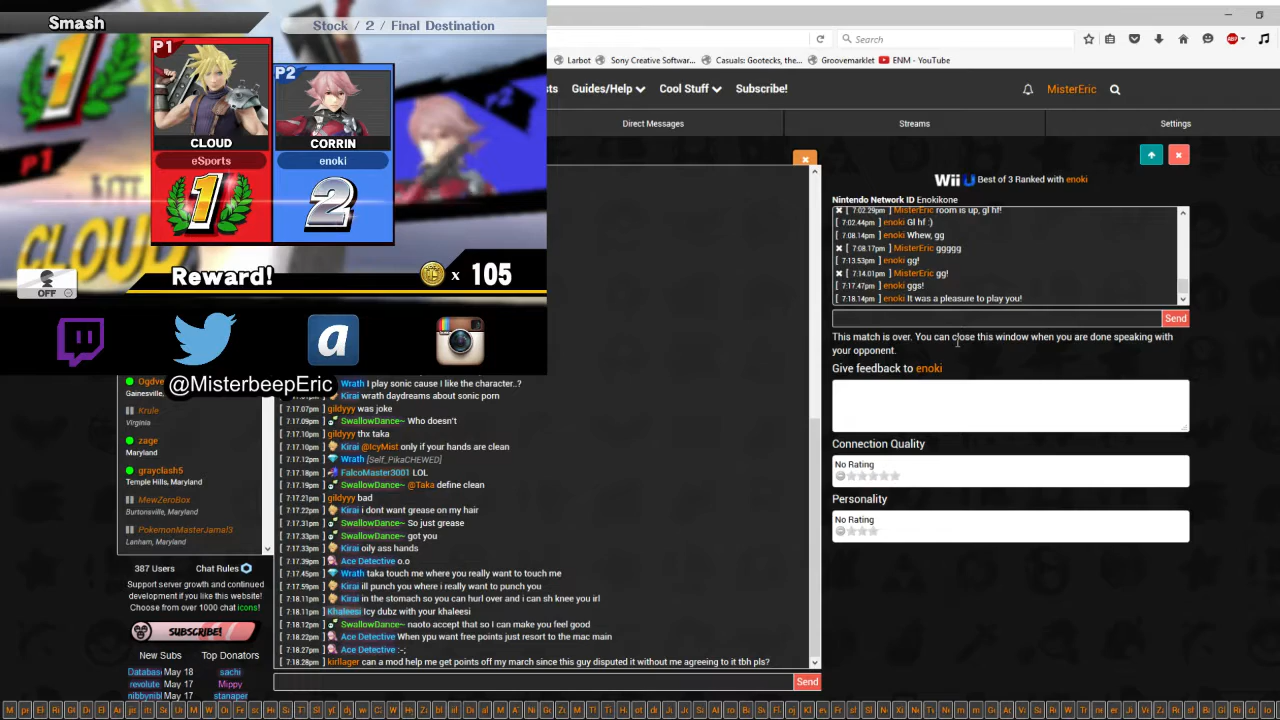 Smash
Stock / 2 / Final Destination
P1
CLOUD
eSports
1
P2
CORRIN
enoki
2
P1
CLOUD
OFF
Reward!
x 105
@MisterbeepEric
Search
Larbot
Sony Creative Softwar...
Casuals: Gootecks, the...
Groovemarklet
ENM - YouTube
Guides/Help
Cool Stuff
Subscribe!
MisterEric
Direct Messages
Streams
Settings
Wii U Best of 3 Ranked with enoki
Nintendo Network ID Enokikone
[ 7:02.29pm ] MisterEric room is up, gl hf!
[ 7:02.44pm ] enoki Gl hf :)
[ 7:08.14pm ] enoki Whew, gg
[ 7:08.17pm ] MisterEric ggggg
[ 7:13.53pm ] enoki gg!
[ 7:14.01pm ] MisterEric gg!
[ 7:17.47pm ] enoki ggs!
[ 7:18.14pm ] enoki It was a pleasure to play you!
Send
This match is over. You can close this window when you are done speaking with
your opponent.
Give feedback to enoki
Connection Quality
No Rating
Personality
No Rating
Ogdve
Gainesville,
Krule
Virginia
zage
Maryland
grayclash5
Temple Hills, Maryland
MewZeroBox
Burtonsville, Maryland
PokemonMasterJamal3
Lanham, Maryland
387 Users
Chat Rules
Support server growth and continued
development if you like this website!
Choose from over 1000 chat icons!
SUBSCRIBE!
New Subs
Top Donators
Databas May 18
sachi
revolute May 17
Mippy
nibbynibl May 17
stanaper
Wrath I play sonic cause I like the character..?
Kirai wrath daydreams about sonic porn
[ 7:17.07pm ] gildyyy was joke
[ 7:17.09pm ] SwallowDance~ Who doesn't
[ 7:17.10pm ] gildyyy thx taka
[ 7:17.10pm ] Kirai @IcyMist only if your hands are clean
[ 7:17.12pm ] Wrath [Self_PikaCHEWED]
[ 7:17.18pm ] FalcoMaster3001 LOL
[ 7:17.19pm ] SwallowDance~ @Taka define clean
[ 7:17.21pm ] gildyyy bad
[ 7:17.22pm ] Kirai i dont want grease on my hair
[ 7:17.31pm ] SwallowDance~ So just grease
[ 7:17.33pm ] SwallowDance~ got you
[ 7:17.33pm ] Kirai oily ass hands
[ 7:17.39pm ] Ace Detective o.o
[ 7:17.45pm ] Wrath taka touch me where you really want to touch me
[ 7:17.59pm ] Kirai ill punch you where i really want to punch you
[ 7:18.11pm ] Kirai in the stomach so you can hurl over and i can sh knee you irl
[ 7:18.11pm ] Khaleesi Icy dubz with your khaleesi
[ 7:18.12pm ] SwallowDance~ naoto accept that so I can make you feel good
[ 7:18.22pm ] Ace Detective When ypu want free points just resort to the mac main
[ 7:18.27pm ] Ace Detective :-;
[ 7:18.28pm ] kirllager can a mod help me get points off my march since this guy disputed it without me agreeing to it tbh pls?
Send